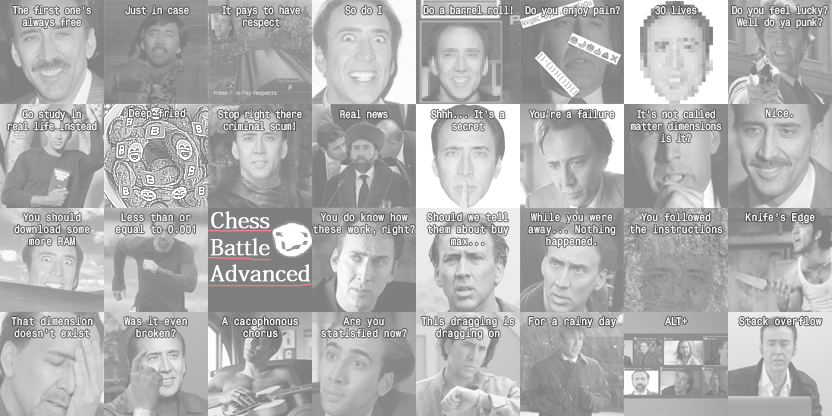 The first one's
always free
Just in case
It pays to have
respect
Press F to Pay Respects
F
So do I
Do a barrel roll!
Do you enjoy pain?
30 lives
Do you feel lucky?
Well do ya punk?
Go study in
real life instead
Deep fried
B
B
B
B
B
Stop right there
criminal scum!
Real news
Shhh... It's a
secret
You're a failure
It's not called
matter dimensions
is it?
Nice.
You should
download some
more RAM
Less than or
equal to 0.001
Chess
Battle
Advanced
You do know how
these work, right?
Should we tell
them about buy
max...
While you were
away... Nothing
happened.
You followed
the instructions
Knife's Edge
That dimension
doesn't exist
Was it even
broken?
A cacophonous
chorus
Are you
statisfied now?
This dragging is
dragging on
For a rainy day
ALT+
Stack overflow